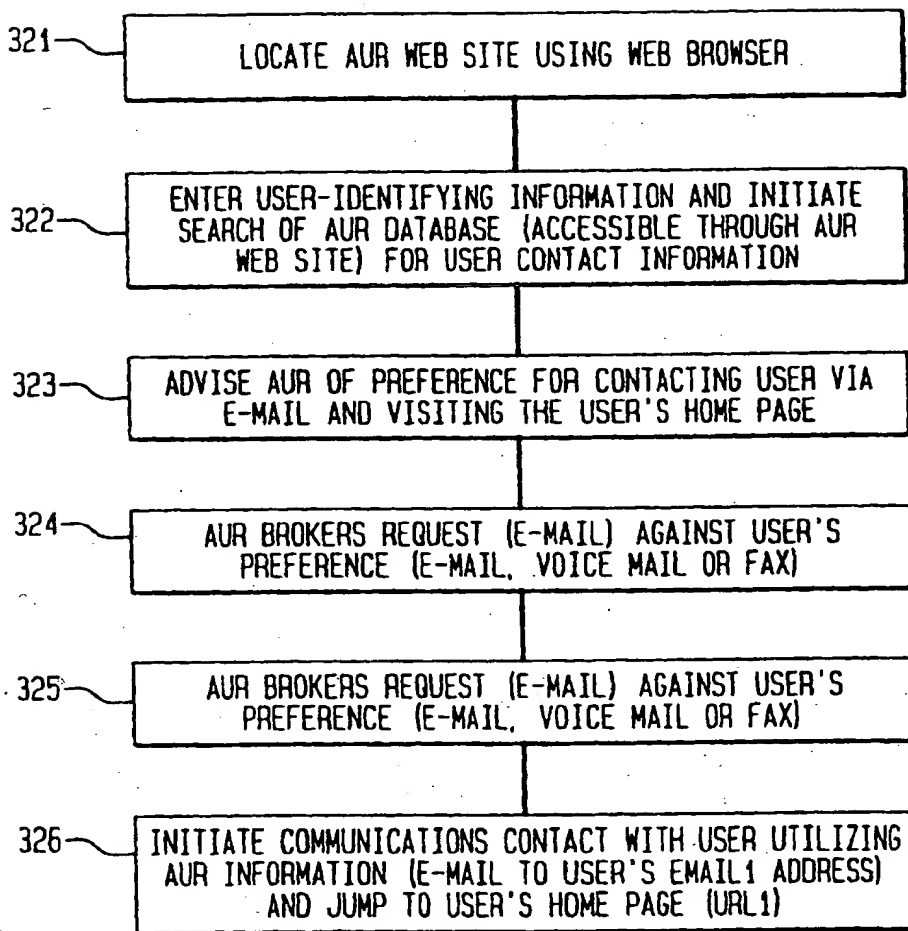 321
LOCATE AUR WEB SITE USING WEB BROWSER
322
ENTER USER-IDENTIFYING INFORMATION AND INITIATE
SEARCH OF AUR DATABASE (ACCESSIBLE THROUGH AUR
WEB SITE) FOR USER CONTACT INFORMATION
323
ADVISE AUR OF PREFERENCE FOR CONTACTING USER VIA
E-MAIL AND VISITING THE USER'S HOME PAGE
324
AUR BROKERS REQUEST (E-MAIL) AGAINST USER'S
PREFERENCE (E-MAIL, VOICE MAIL OR FAX)
325
AUR BROKERS REQUEST (E-MAIL) AGAINST USER'S
PREFERENCE (E-MAIL, VOICE MAIL OR FAX)
326
INITIATE COMMUNICATIONS CONTACT WITH USER UTILIZING
AUR INFORMATION (E-MAIL TO USER'S EMAIL1 ADDRESS)
AND JUMP TO USER'S HOME PAGE (URL1)